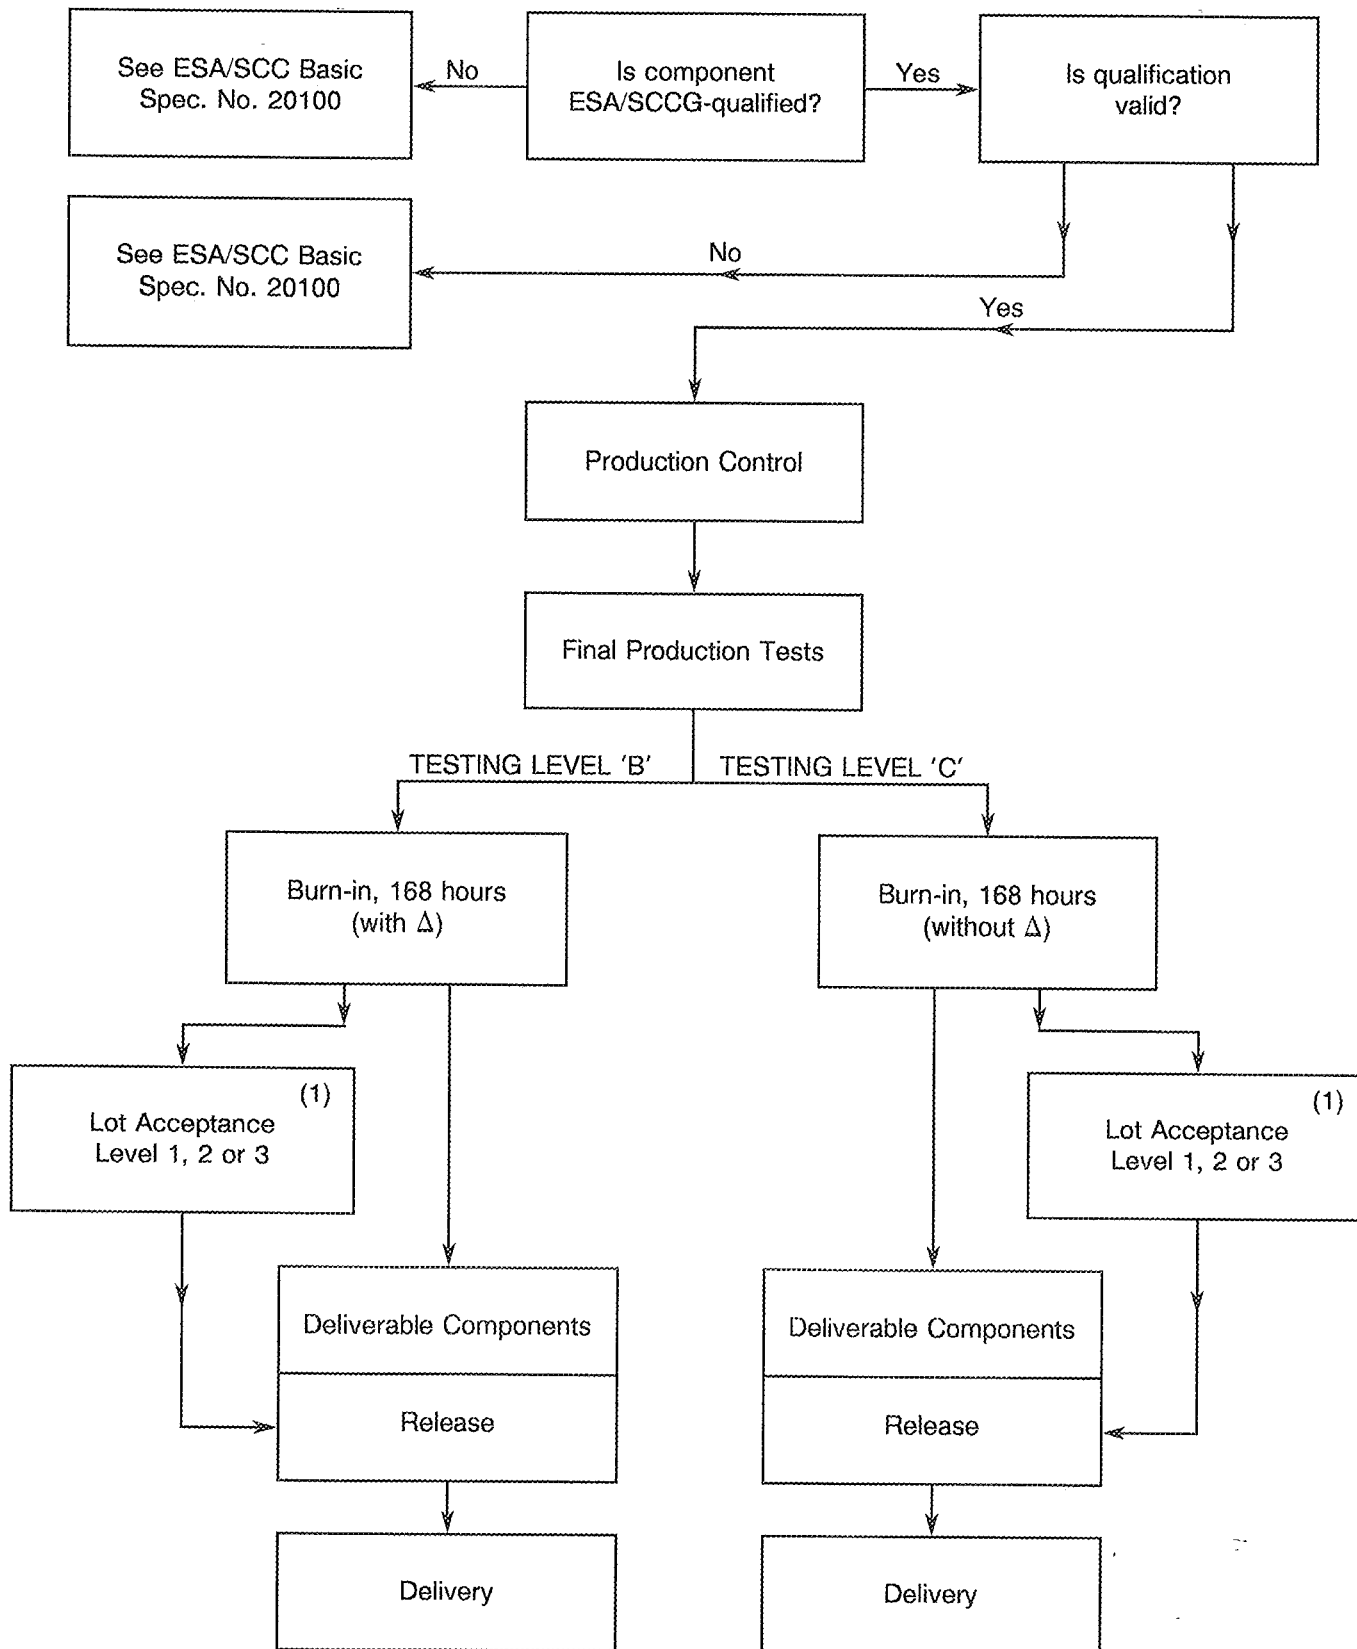 See ESA/SCC Basic
Spec. No. 20100
No
Is component
ESA/SCCG-qualified?
Yes
Is qualification
valid?
See ESA/SCC Basic
Spec. No. 20100
No
Yes
Production Control
Final Production Tests
TESTING LEVEL 'B'
TESTING LEVEL 'C'
Burn-in, 168 hours
(with Δ)
Burn-in, 168 hours
(without Δ)
(1)
Lot Acceptance
Level 1, 2 or 3
(1)
Lot Acceptance
Level 1, 2 or 3
Deliverable Components
Release
Deliverable Components
Release
Delivery
Delivery